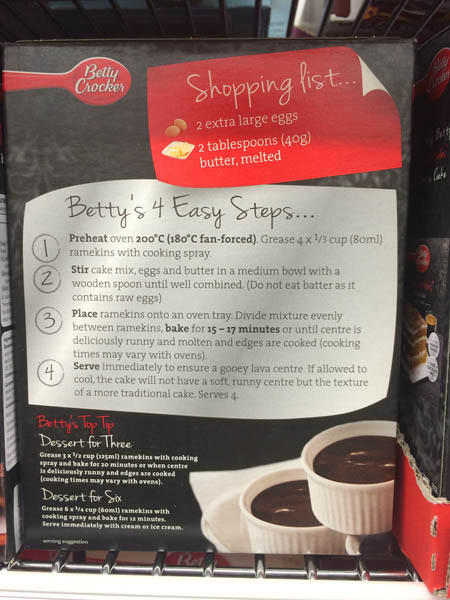 Betty
Crocker
Shopping list...
2 extra large eggs
2 tablespoons (40g)
butter, melted
Betty's 4 Easy Steps...
1 Preheat oven 200°C (180°C fan-forced). Grease 4 x 1/3 cup (80ml)
ramekins with cooking spray.
2 Stir cake mix, eggs and butter in a medium bowl with a
wooden spoon until well combined. (Do not eat batter as it
contains raw eggs)
3 Place ramekins onto an oven tray. Divide mixture evenly
between ramekins, bake for 15 – 17 minutes or until centre is
deliciously runny and molten and edges are cooked (cooking
times may vary with ovens).
4 Serve immediately to ensure a gooey lava centre. If allowed to
cool, the cake will not have a soft, runny centre but the texture
of a more traditional cake. Serves 4.
Betty's Top Tip
Dessert for Three
Grease 3 x 1/2 cup (125ml) ramekins with cooking
spray and bake for 20 minutes or when centre
is deliciously runny and edges are cooked
(cooking times may vary with ovens).
Dessert for Six
Grease 6 x 1/4 cup (60ml) ramekins with
cooking spray and bake for 12 minutes.
Serve immediately with cream or ice cream.
serving suggestion